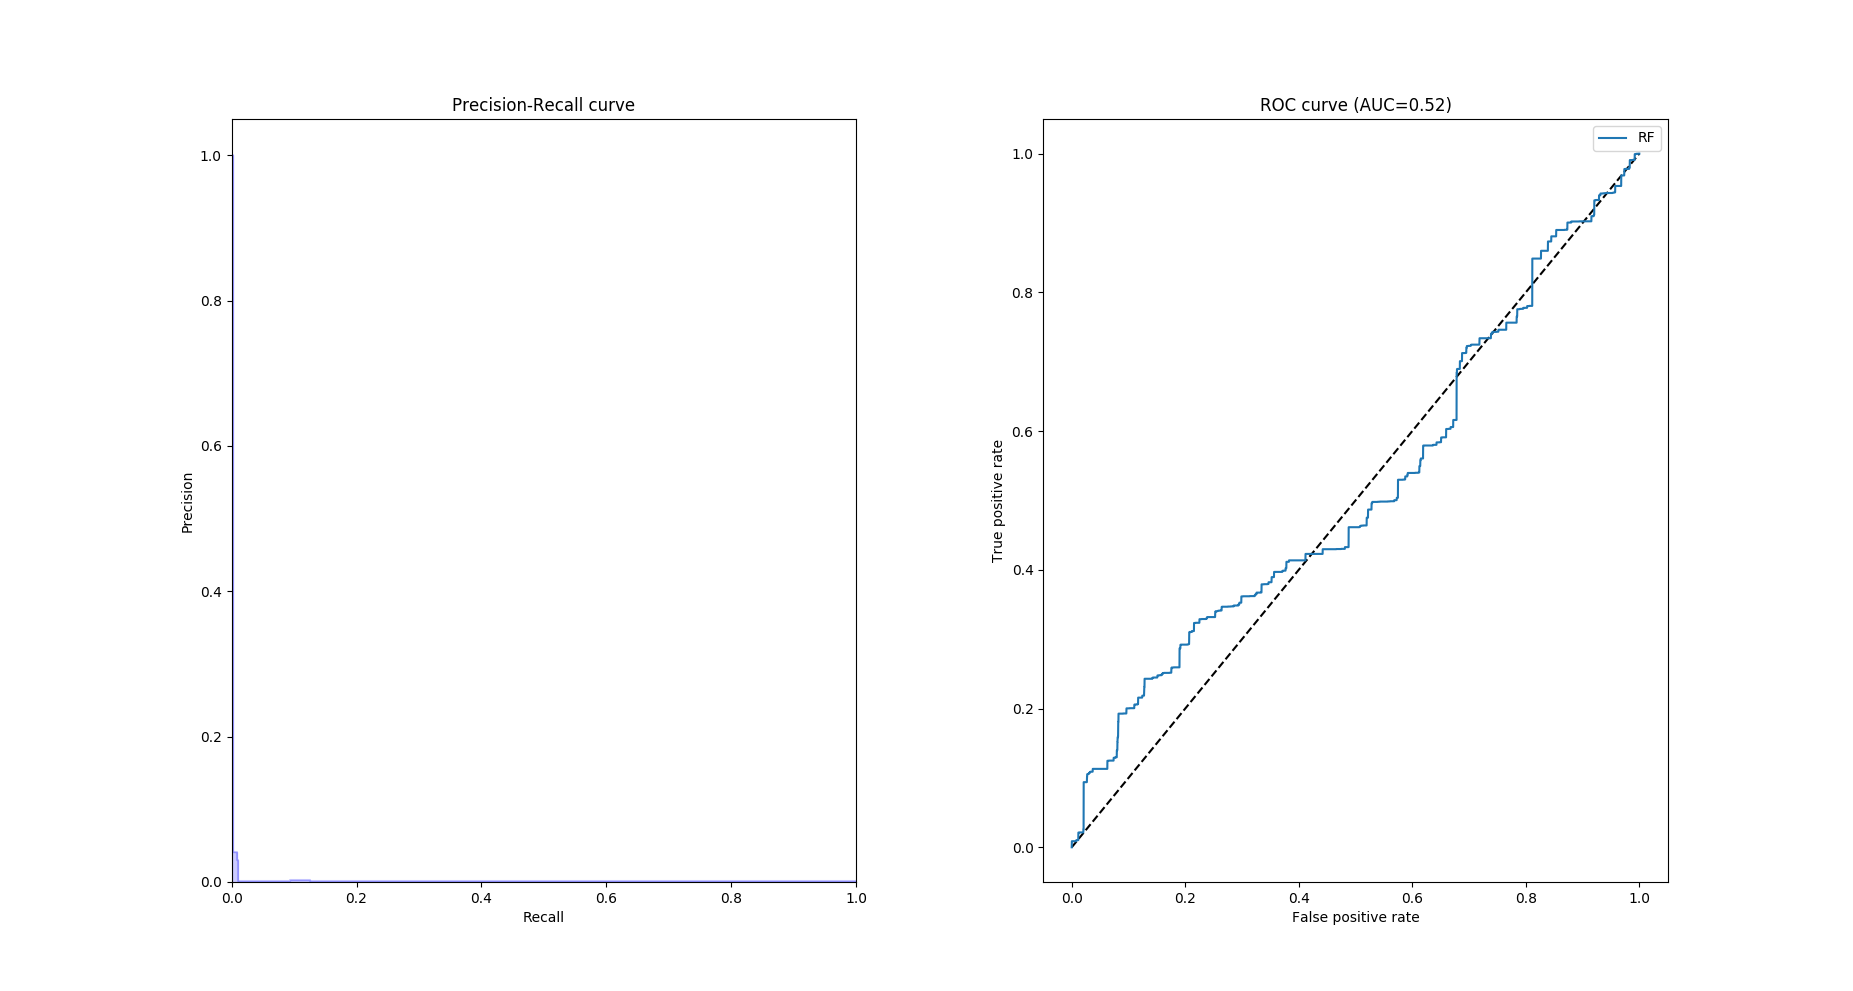 Precision-Recall curve
1.0
0.8
0.6
0.4
0.2
0.0
Precision
0.0 0.2 0.4 0.6 0.8 1.0
Recall
ROC curve (AUC=0.52)
RF
1.0
0.8
0.6
0.4
0.2
0.0
True positive rate
0.0 0.2 0.4 0.6 0.8 1.0
False positive rate